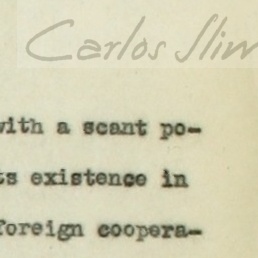 Carlos Slim
with a scant po-
ts existence in
foreign coopera-